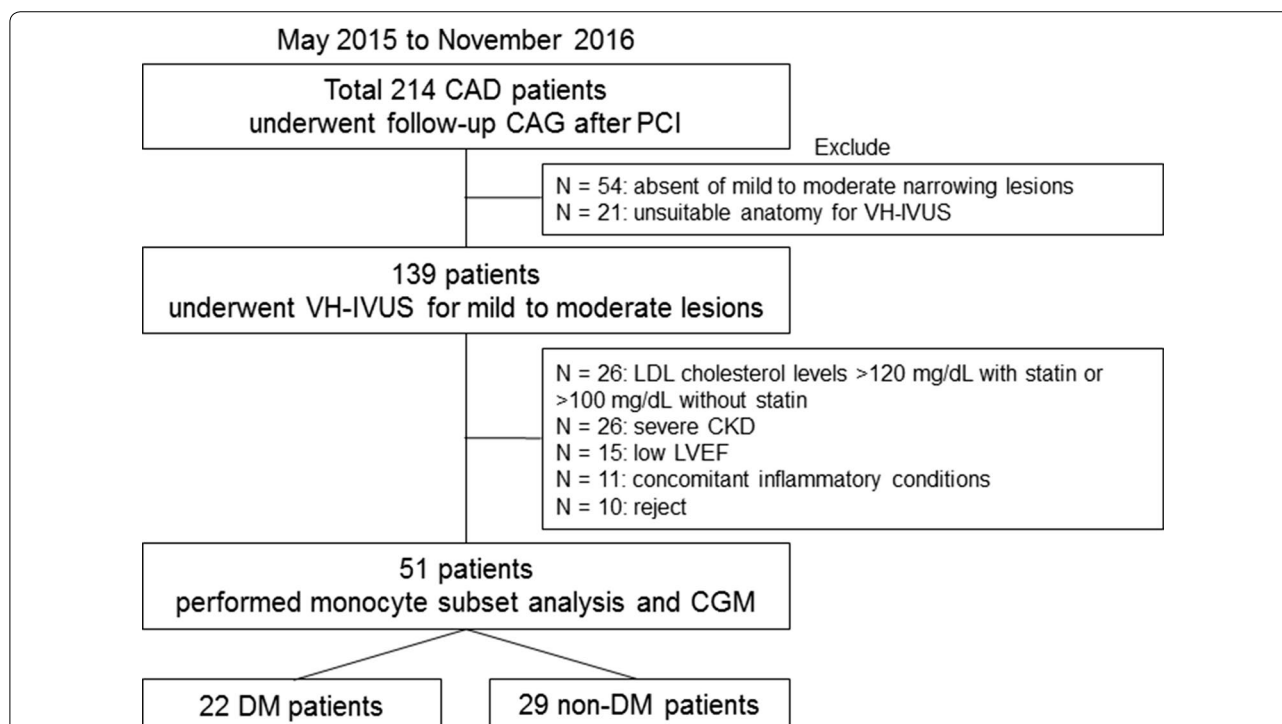 May 2015 to November 2016
Total 214 CAD patients
underwent follow-up CAG after PCI
Exclude
N = 54: absent of mild to moderate narrowing lesions
N = 21: unsuitable anatomy for VH-IVUS
139 patients
underwent VH-IVUS for mild to moderate lesions
N = 26: LDL cholesterol levels >120 mg/dL with statin or
>100 mg/dL without statin
N = 26: severe CKD
N = 15: low LVEF
N = 11: concomitant inflammatory conditions
N = 10: reject
51 patients
performed monocyte subset analysis and CGM
22 DM patients
29 non-DM patients